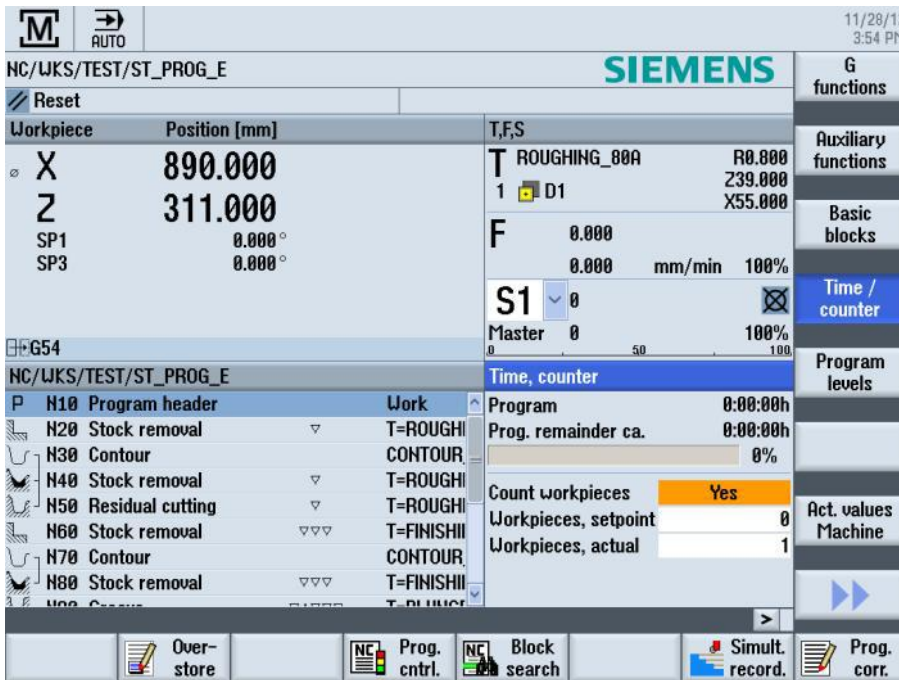 M
AUTO
11/28/1
3:54 PM
NC/WKS/TEST/ST_PROG_E
SIEMENS
G functions
Reset
Workpiece Position [mm]
T,F,S
Auxiliary functions
X 890.000
T ROUGHING_80A R0.800
Z39.000
1 D1 X55.000
Z 311.000
Basic blocks
SP1 0.000°
SP3 0.000°
F 0.000
0.000 mm/min 100%
Time / counter
S1 0
Master 0 100%
0 50 100
G54
Program levels
NC/WKS/TEST/ST_PROG_E
Time, counter
P N10 Program header Work
N20 Stock removal ▽ T=ROUGHI
N30 Contour CONTOUR
N40 Stock removal ▽ T=ROUGHI
N50 Residual cutting ▽ T=ROUGHI
N60 Stock removal ▽▽▽ T=FINISHI
N70 Contour CONTOUR
N80 Stock removal ▽▽▽ T=FINISHI
Program 0:00:00h
Prog. remainder ca. 0:00:00h
0%
Count workpieces Yes
Workpieces, setpoint 0
Workpieces, actual 1
Act. values Machine
>
Over-
store
NC Prog.
cntrl.
NC Block
search
Simult.
record.
Prog.
corr.